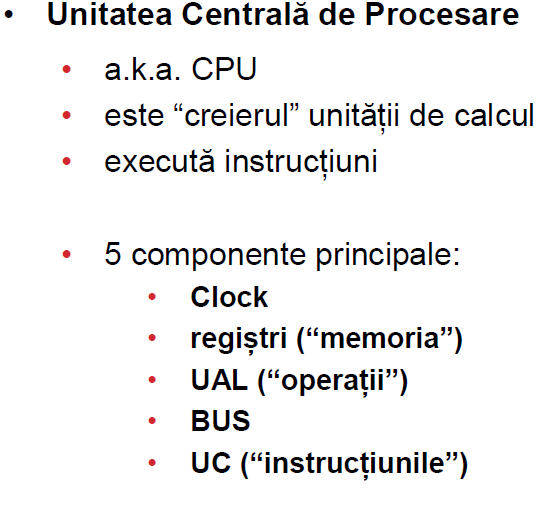 • Unitatea Centrală de Procesare
• a.k.a. CPU
• este “creierul” unității de calcul
• execută instrucțiuni
• 5 componente principale:
• Clock
• regiștri (“memoria”)
• UAL (“operații”)
• BUS
• UC (“instrucțiunile”)